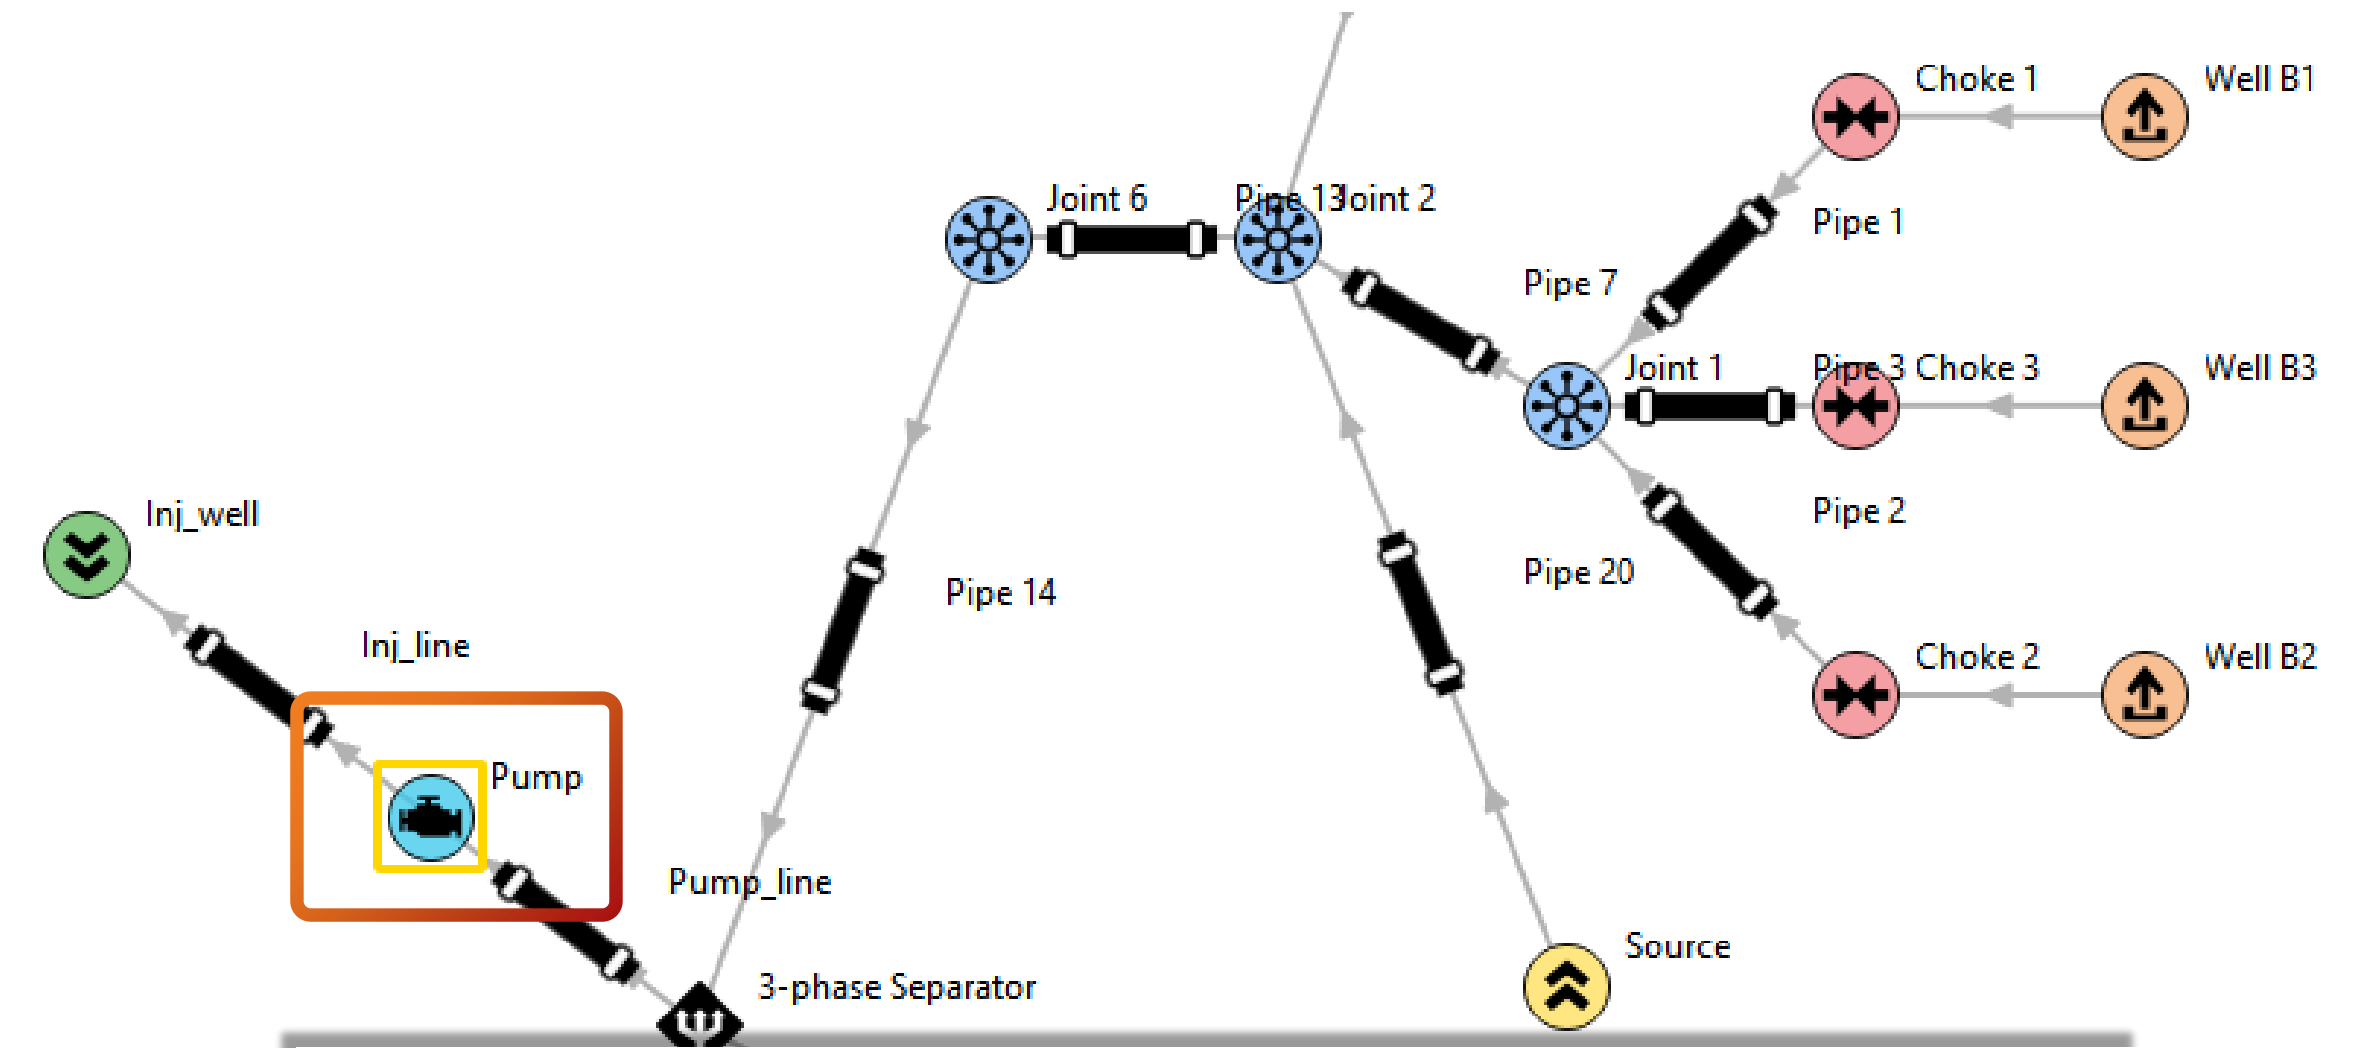 Choke 1
Well B1
Joint 6
Pipe 13
Joint 2
Pipe 1
Pipe 7
Joint 1
Pipe 3
Choke 3
Well B3
Inj_well
Pipe 2
Pipe 20
Pipe 14
Inj_line
Choke 2
Well B2
Pump
Pump_line
Source
3-phase Separator